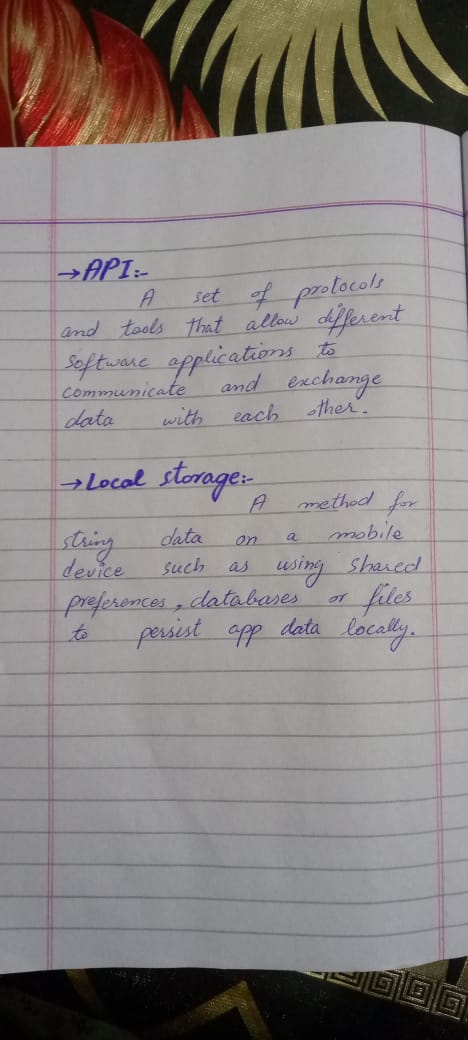 →API:-
A set of protocols
and tools that allow different
software applications to
communicate and exchange
data with each other.
→Local storage:-
A method for
string data on a mobile
device such as using shared
preferences, databases or files
to persist app data locally.